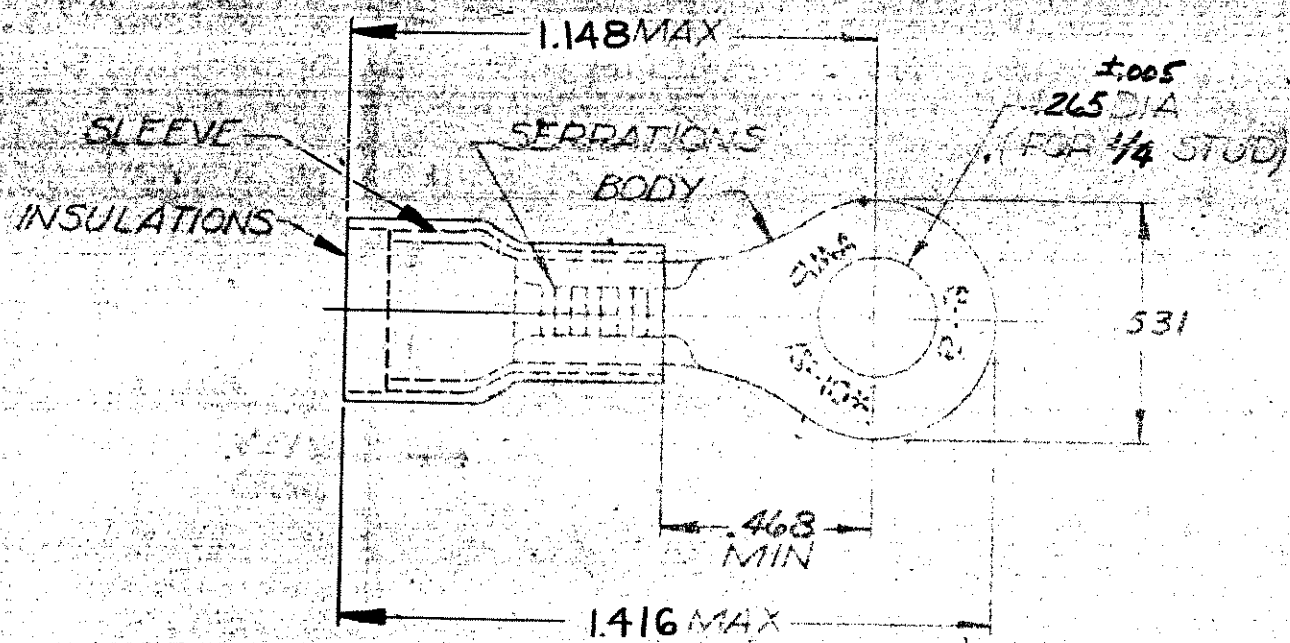 1.148 MAX
±.005
.265 DIA
(FOR 1/4 STUD)
SLEEVE
SERRATIONS
BODY
INSULATIONS
AMP
531
.468
MIN
1.416 MAX